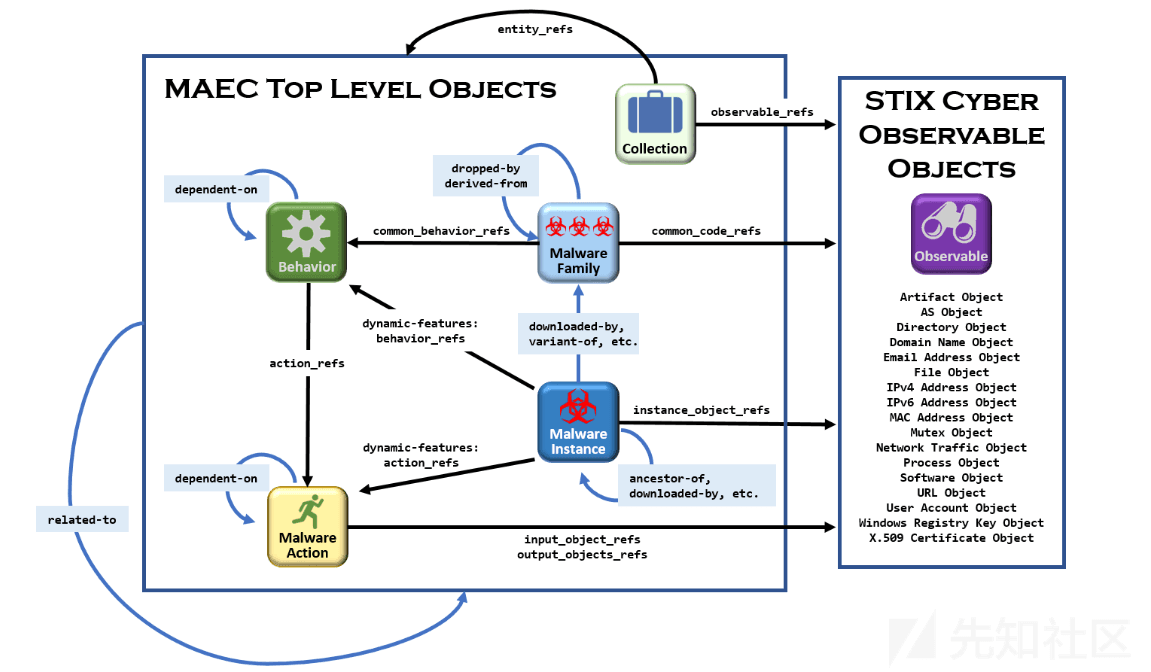 entity_refs
MAEC Top Level Objects
Collection
observable_refs
STIX Cyber
Observable
Objects
dropped-by
derived-from
dependent-on
Behavior
common_behavior_refs
Malware
Family
common_code_refs
Observable
Artifact Object
AS Object
Directory Object
Domain Name Object
Email Address Object
File Object
IPv4 Address Object
IPv6 Address Object
MAC Address Object
Mutex Object
Network Traffic Object
Process Object
Software Object
URL Object
User Account Object
Windows Registry Key Object
X.509 Certificate Object
dynamic-features:
behavior_refs
downloaded-by,
variant-of, etc.
action_refs
Malware
Instance
instance_object_refs
dynamic-features:
action_refs
ancestor-of,
downloaded-by, etc.
dependent-on
Malware
Action
related-to
input_object_refs
output_objects_refs
先知社区